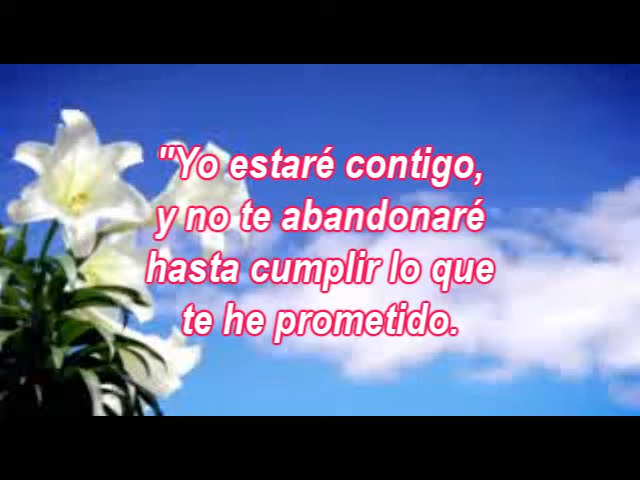 "Yo estaré contigo,
y no te abandonaré
hasta cumplir lo que
te he prometido.